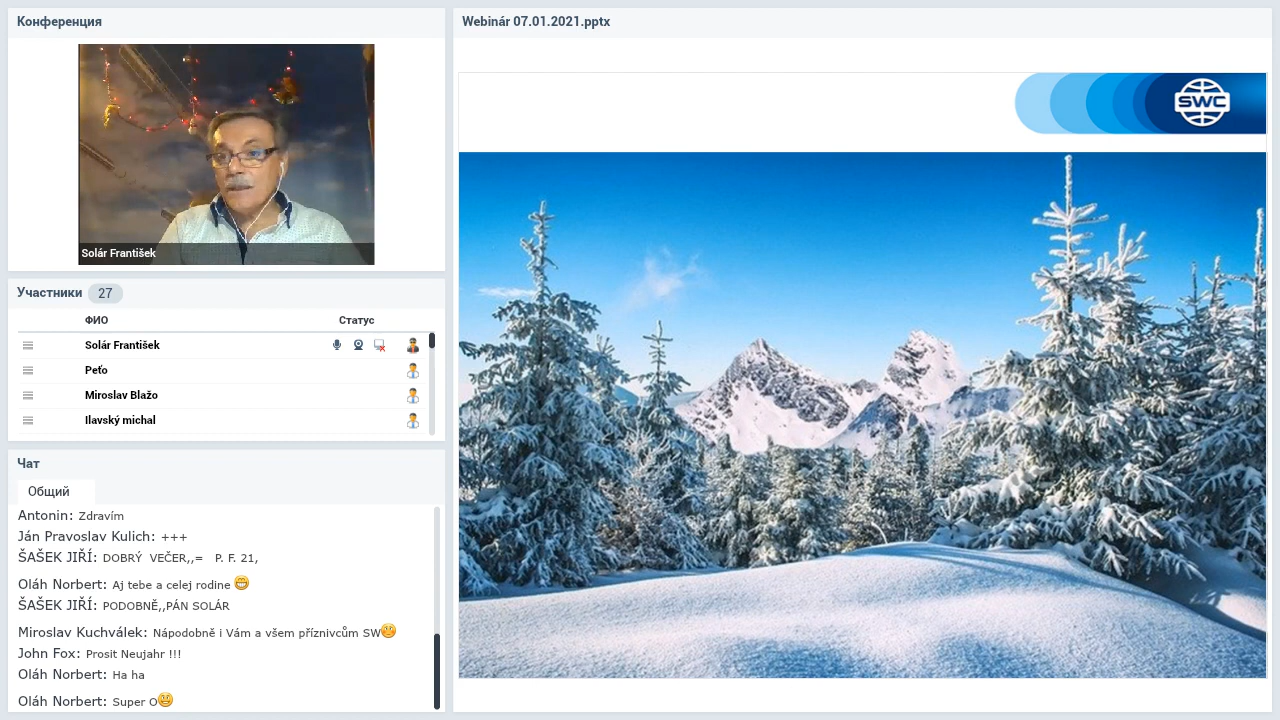 Конференция
Solár František
Участники 27
ФИО Статус
Solár František
Peťo
Miroslav Blažo
Ilavský michal
Чат
Общий
Antonin: Zdravím
Ján Pravoslav Kulich: +++
ŠAŠEK JIŘÍ: DOBRÝ VEČER,,= P. F. 21,
Oláh Norbert: Aj tebe a celej rodine
ŠAŠEK JIŘÍ: PODOBNĚ,,PÁN SOLÁR
Miroslav Kuchválek: Nápodobně i Vám a všem příznivcům SW
John Fox: Prosit Neujahr !!!
Oláh Norbert: Ha ha
Oláh Norbert: Super O
Webinár 07.01.2021.pptx
SWC